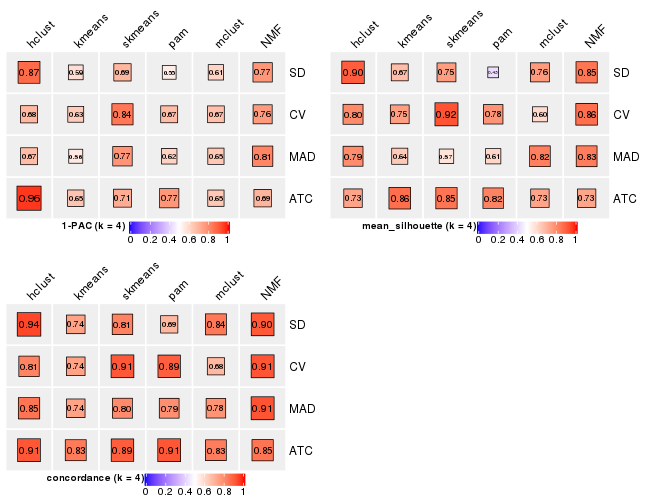 hclust kmeans skmeans pam mclust NMF
0.87 0.59 0.69 0.55 0.61 0.77 SD
0.68 0.63 0.84 0.67 0.67 0.76 CV
0.67 0.56 0.77 0.62 0.65 0.81 MAD
0.96 0.65 0.71 0.77 0.65 0.69 ATC
1-PAC (k = 4)
0 0.2 0.4 0.6 0.8 1
hclust kmeans skmeans pam mclust NMF
0.90 0.67 0.75 0.45 0.76 0.85 SD
0.80 0.75 0.92 0.78 0.60 0.86 CV
0.79 0.64 0.57 0.61 0.82 0.83 MAD
0.73 0.86 0.85 0.82 0.73 0.73 ATC
mean_silhouette (k = 4)
0 0.2 0.4 0.6 0.8 1
hclust kmeans skmeans pam mclust NMF
0.94 0.74 0.81 0.69 0.84 0.90 SD
0.81 0.74 0.91 0.89 0.68 0.91 CV
0.85 0.74 0.80 0.79 0.78 0.91 MAD
0.91 0.83 0.89 0.91 0.83 0.85 ATC
concordance (k = 4)
0 0.2 0.4 0.6 0.8 1